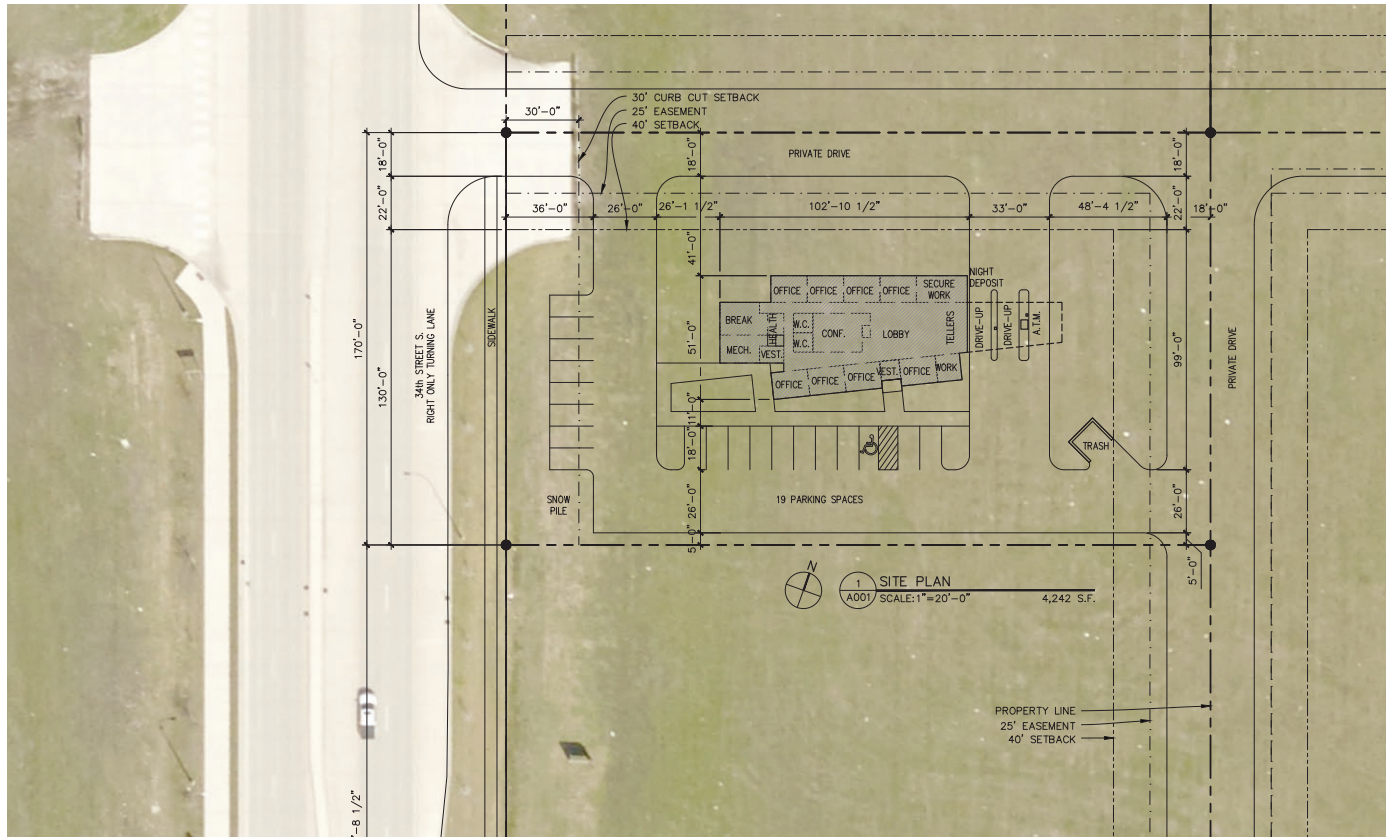 30' CURB CUT SETBACK
25' EASEMENT
40' SETBACK
30'-0"
PRIVATE DRIVE
18'-0"
18'-0"
18'-0"
22'-0"
22'-0"
36'-0"
26'-0"
26'-1 1/2"
102'-10 1/2"
33'-0"
48'-4 1/2"
18'-0"
41'-0"
NIGHT
DEPOSIT
OFFICE
OFFICE
OFFICE
OFFICE
SECURE
WORK
BREAK
HEALTH
W.C.
W.C.
CONF.
LOBBY
TELLERS
DRIVE-UP
DRIVE-UP
A.T.M.
MECH.
VEST.
51'-0"
OFFICE
OFFICE
OFFICE
VEST.
OFFICE
WORK
170'-0"
130'-0"
34th STREET S.
RIGHT ONLY TURNING LANE
SIDEWALK
99'-0"
PRIVATE DRIVE
11'-0"
18'-0"
TRASH
SNOW
PILE
26'-0"
19 PARKING SPACES
26'-0"
5'-0"
5'-0"
N
1
A001
SITE PLAN
SCALE:1"=20'-0"
4,242 S.F.
PROPERTY LINE
25' EASEMENT
40' SETBACK
'-8 1/2"